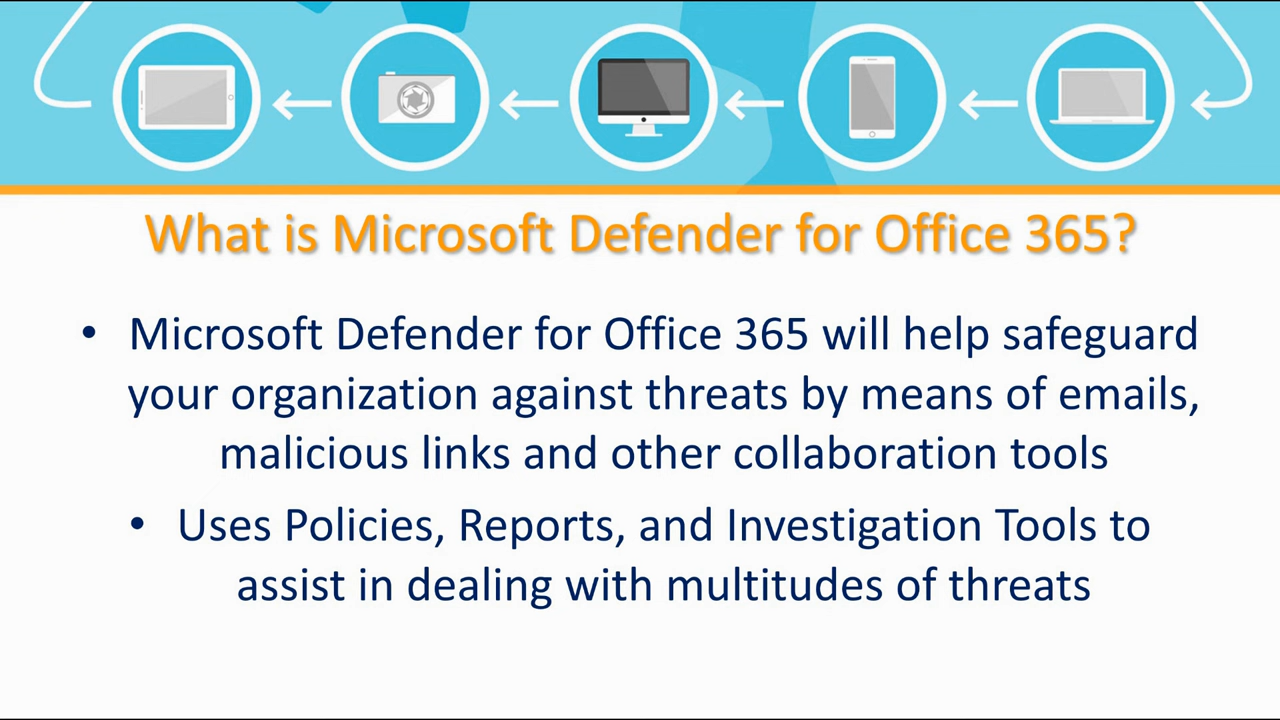 What is Microsoft Defender for Office 365?
• Microsoft Defender for Office 365 will help safeguard
your organization against threats by means of emails,
malicious links and other collaboration tools
• Uses Policies, Reports, and Investigation Tools to
assist in dealing with multitudes of threats